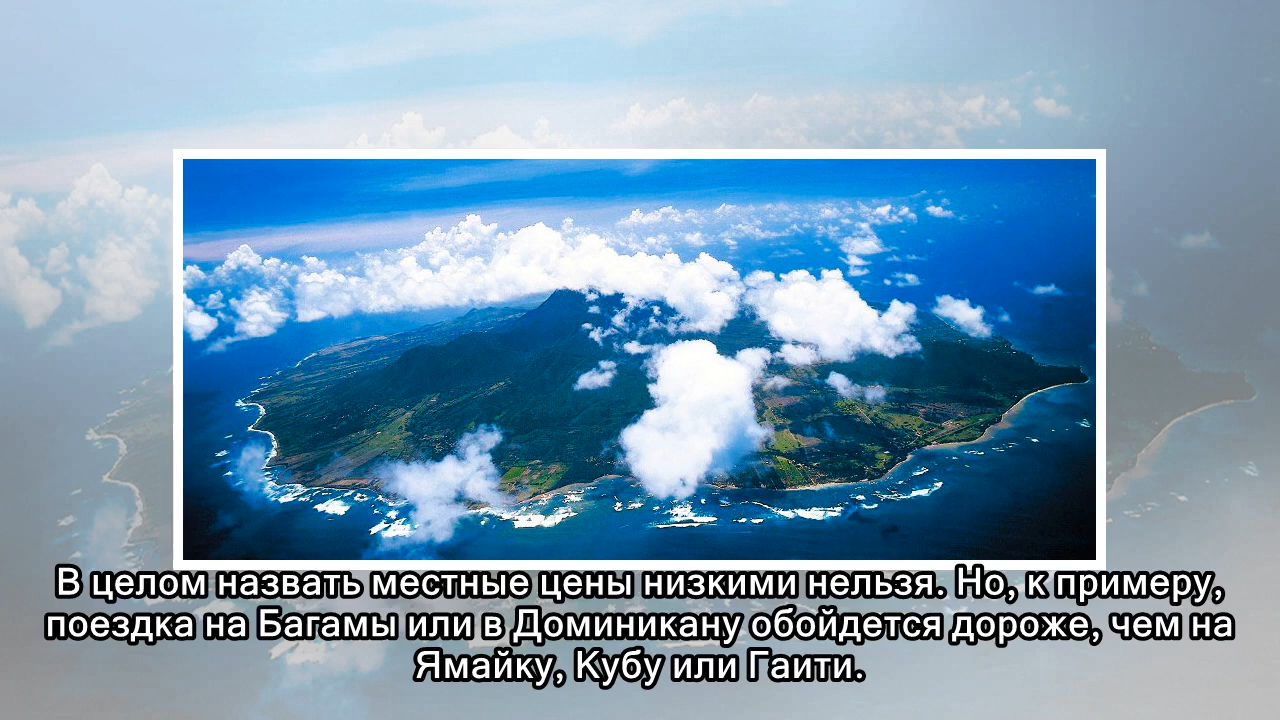 В целом назвать местные цены низкими нельзя. Но, к примеру,
поездка на Багамы или в Доминикану обойдется дороже, чем на
Ямайку, Кубу или Гаити.